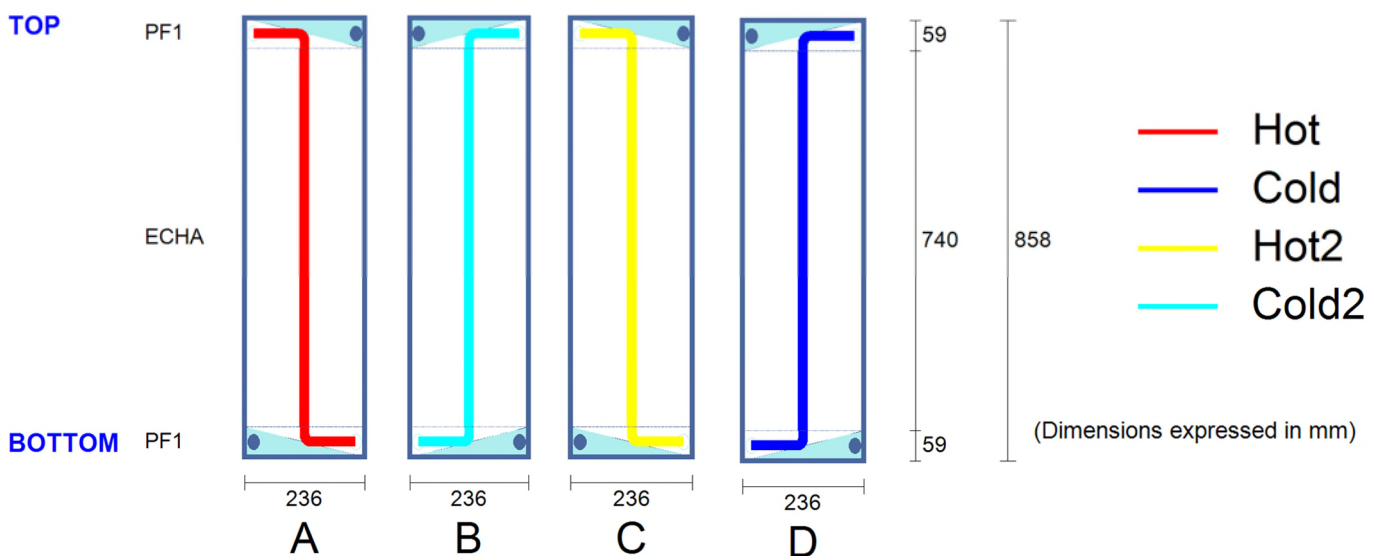 TOP
PF1
ECHA
BOTTOM
PF1
236
236
236
236
A
B
C
D
59
740
59
858
Hot
Cold
Hot2
Cold2
(Dimensions expressed in mm)